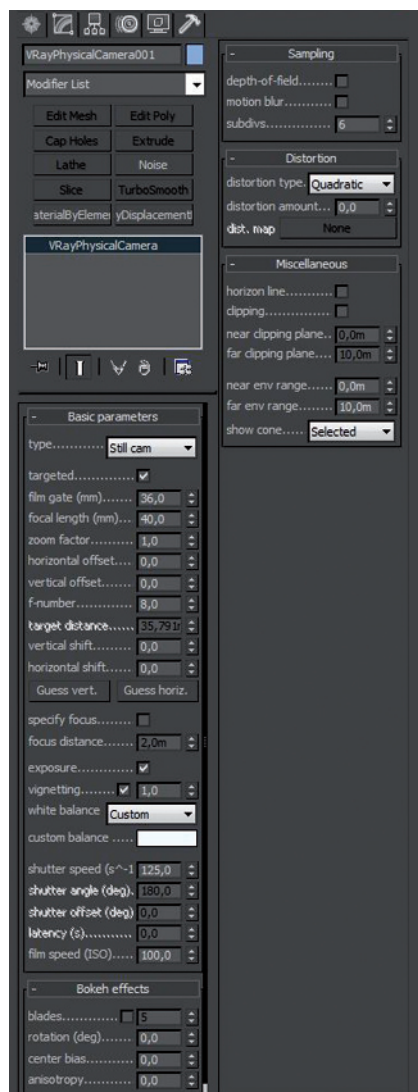 VRayPhysicalCamera001
Modifier List
Edit Mesh Edit Poly
Cap Holes Extrude
Lathe Noise
Slice TurboSmooth
aterialByElemer yDisplacementI
VRayPhysicalCamera
- Basic parameters
type............ Still cam
targeted..............
film gate (mm)....... 36,0
focal length (mm)... 40,0
zoom factor.......... 1,0
horizontal offset.... 0,0
vertical offset....... 0,0
f-number............. 8,0
target distance...... 35,791r
vertical shift......... 0,0
horizontal shift...... 0,0
Guess vert. Guess horiz.
specify focus........
focus distance....... 2,0m
exposure.............
vignetting........ 1,0
white balance Custom
custom balance .....
shutter speed (s^-1 125,0
shutter angle (deg). 180,0
shutter offset (deg) 0,0
latency (s)........... 0,0
film speed (ISO)..... 100,0
- Bokeh effects
blades............. 5
rotation (deg)....... 0,0
center bias........... 0,0
anisotropy........... 0,0
- Sampling
depth-of-field........
motion blur...........
subdivs............... 6
- Distortion
distortion type. Quadratic
distortion amount... 0,0
dist. map None
- Miscellaneous
horizon line...........
clipping...............
near clipping plane.. 0,0m
far clipping plane.... 10,0m
near env range...... 0,0m
far env range........ 10,0m
show cone..... Selected